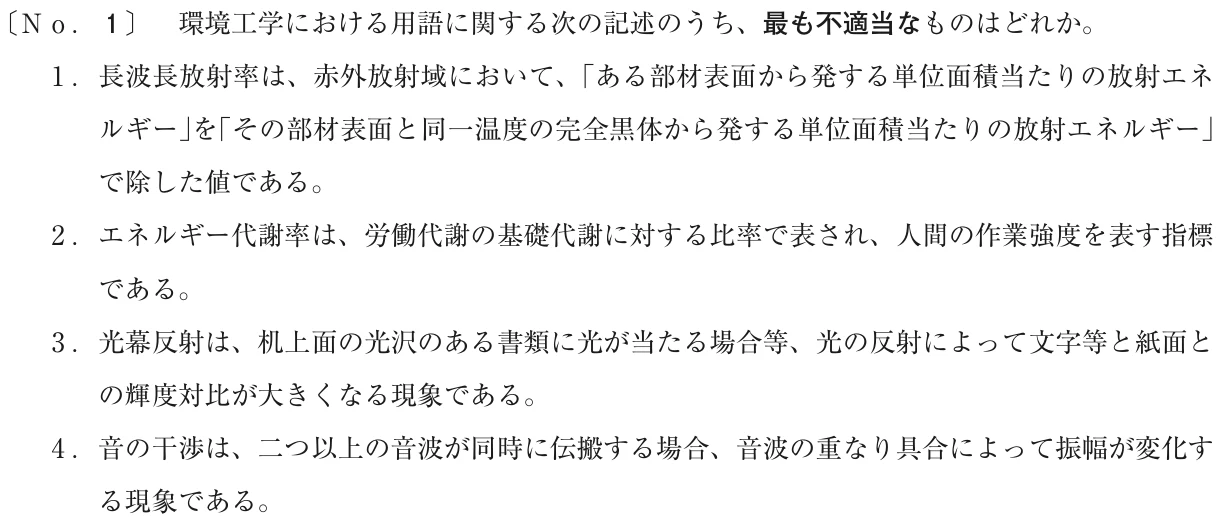 〔Ｎｏ．１〕　環境工学における用語に関する次の記述のうち、最も不適当なものはどれか。
１．長波長放射率は、赤外放射域において、「ある部材表面から発する単位面積当たりの放射エネ
ルギー」を「その部材表面と同一温度の完全黒体から発する単位面積当たりの放射エネルギー」
で除した値である。
２．エネルギー代謝率は、労働代謝の基礎代謝に対する比率で表され、人間の作業強度を表す指標
である。
３．光幕反射は、机上面の光沢のある書類に光が当たる場合等、光の反射によって文字等と紙面と
の輝度対比が大きくなる現象である。
４．音の干渉は、二つ以上の音波が同時に伝搬する場合、音波の重なり具合によって振幅が変化す
る現象である。